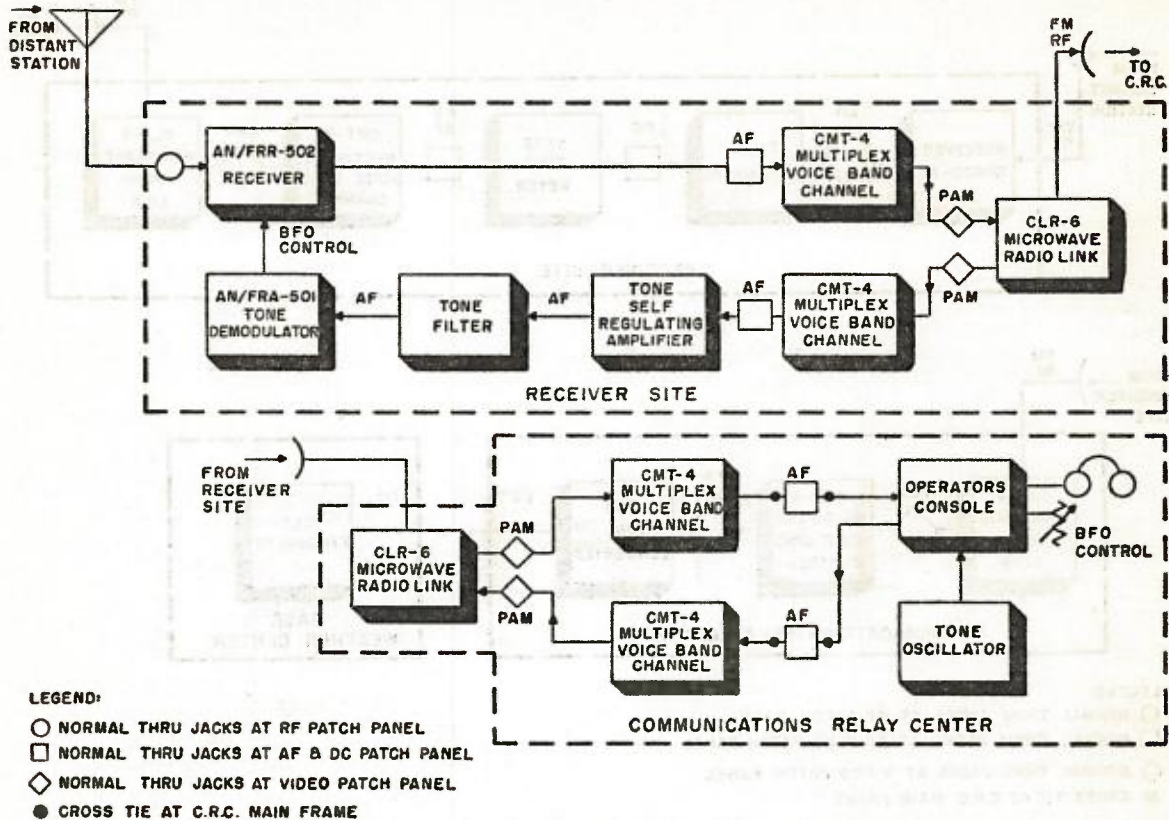 FROM
DISTANT
STATION
FM
RF
TO
C.R.C.
AN/FRR-502
RECEIVER
AF
CMT-4
MULTIPLEX
VOICE BAND
CHANNEL
PAM
CLR-6
MICROWAVE
RADIO LINK
PAM
BFO
CONTROL
AN/FRA-501
TONE
DEMODULATOR
AF
TONE
FILTER
AF
TONE
SELF
REGULATING
AMPLIFIER
AF
CMT-4
MULTIPLEX
VOICE BAND
CHANNEL
RECEIVER SITE
FROM
RECEIVER
SITE
CLR-6
MICROWAVE
RADIO LINK
PAM
PAM
CMT-4
MULTIPLEX
VOICE BAND
CHANNEL
AF
OPERATORS
CONSOLE
BFO
CONTROL
CMT-4
MULTIPLEX
VOICE BAND
CHANNEL
AF
TONE
OSCILLATOR
COMMUNICATIONS RELAY CENTER
LEGEND:
NORMAL THRU JACKS AT RF PATCH PANEL
NORMAL THRU JACKS AT AF & DC PATCH PANEL
NORMAL THRU JACKS AT VIDEO PATCH PANEL
CROSS TIE AT C.R.C. MAIN FRAME